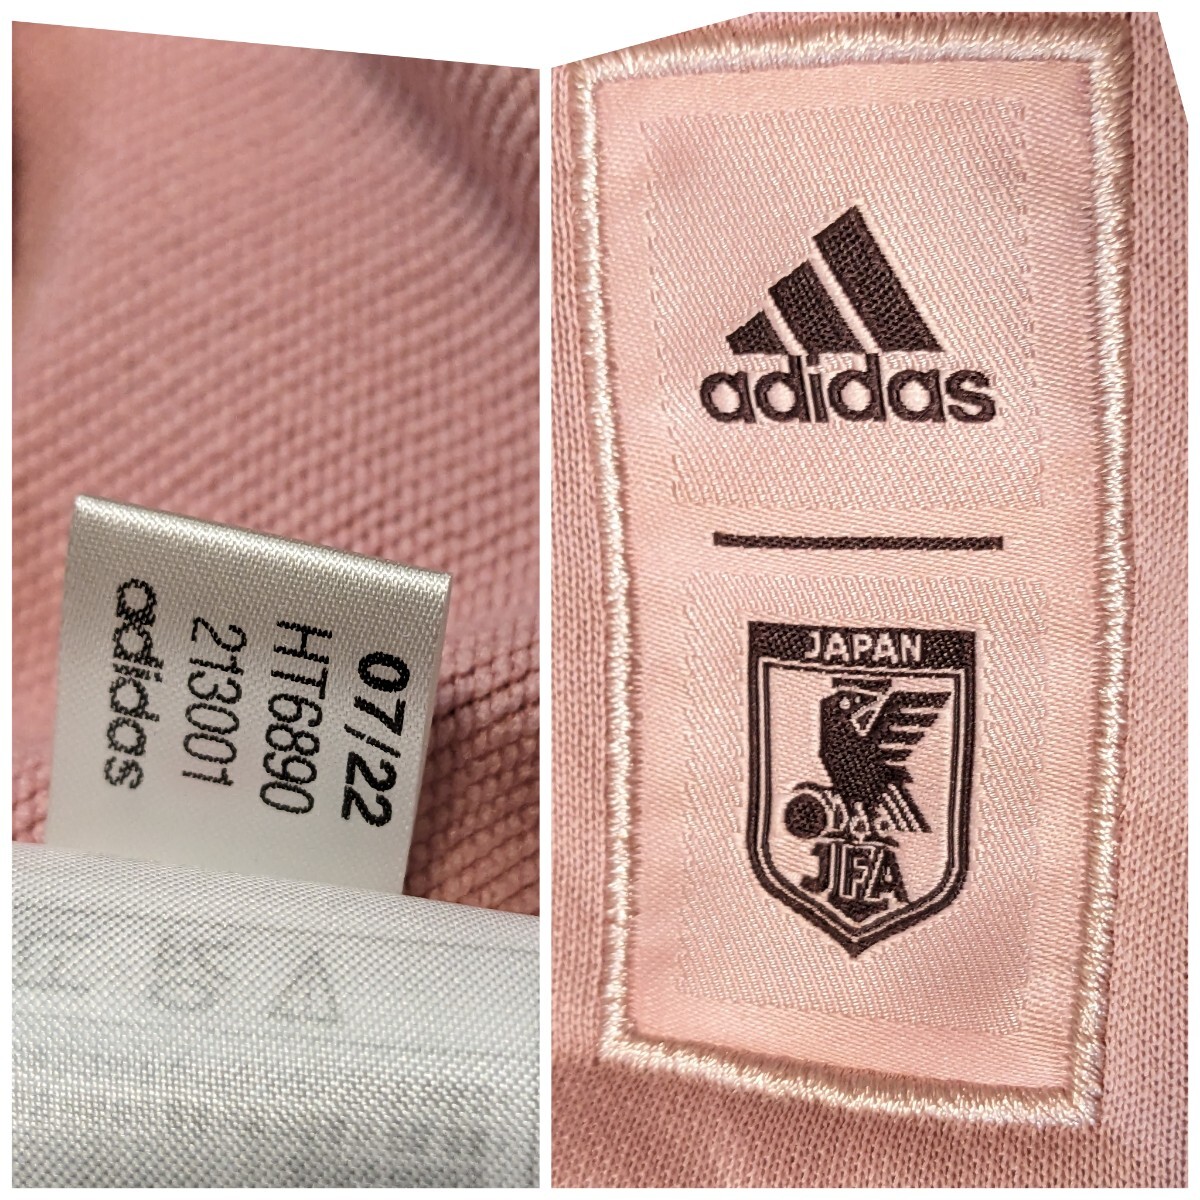 07/22
HT6890
213001
adidas
adidas
JAPAN
JFA